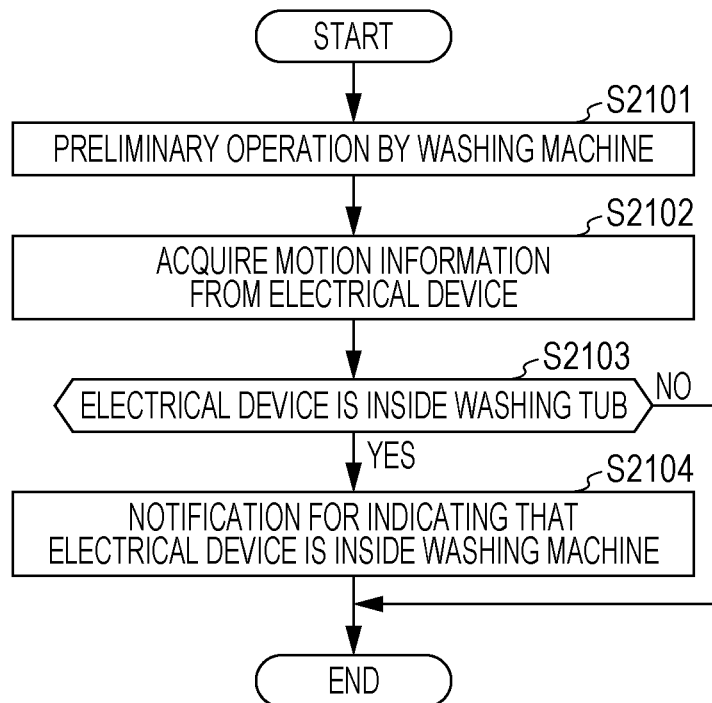 START
S2101
PRELIMINARY OPERATION BY WASHING MACHINE
S2102
ACQUIRE MOTION INFORMATION
FROM ELECTRICAL DEVICE
S2103
ELECTRICAL DEVICE IS INSIDE WASHING TUB
NO
YES
S2104
NOTIFICATION FOR INDICATING THAT
ELECTRICAL DEVICE IS INSIDE WASHING MACHINE
END